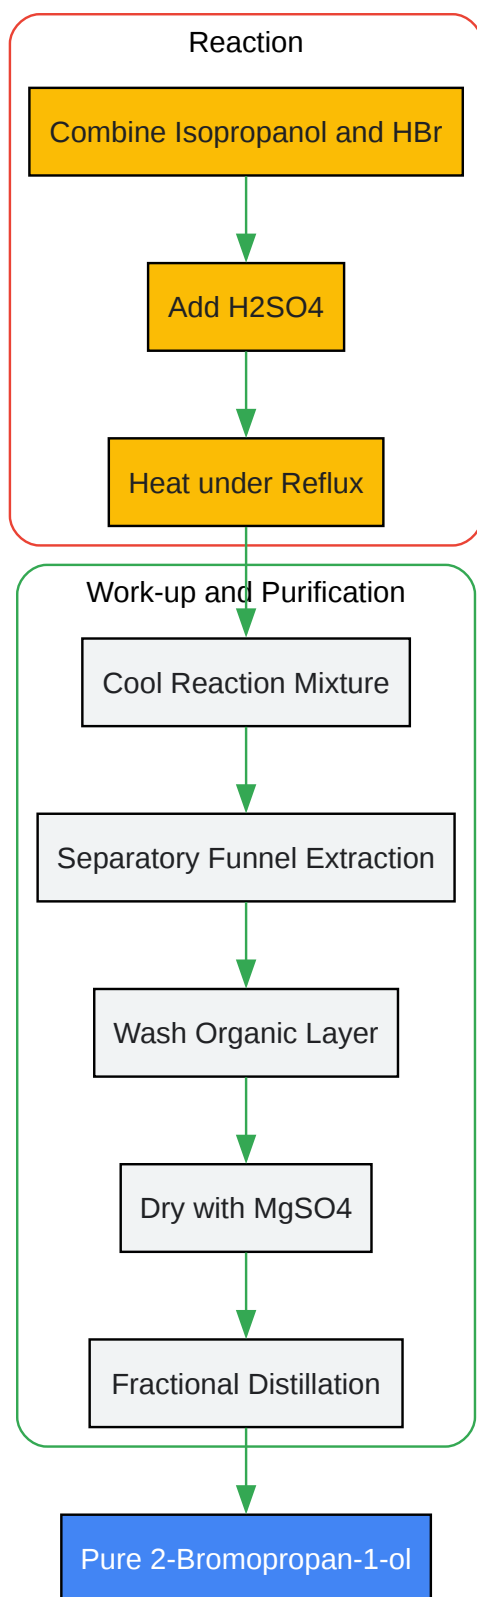 Reaction
Combine Isopropanol and HBr
Add H2SO4
Heat under Reflux
Work-up and Purification
Cool Reaction Mixture
Separatory Funnel Extraction
Wash Organic Layer
Dry with MgSO4
Fractional Distillation
Pure 2-Bromopropan-1-ol